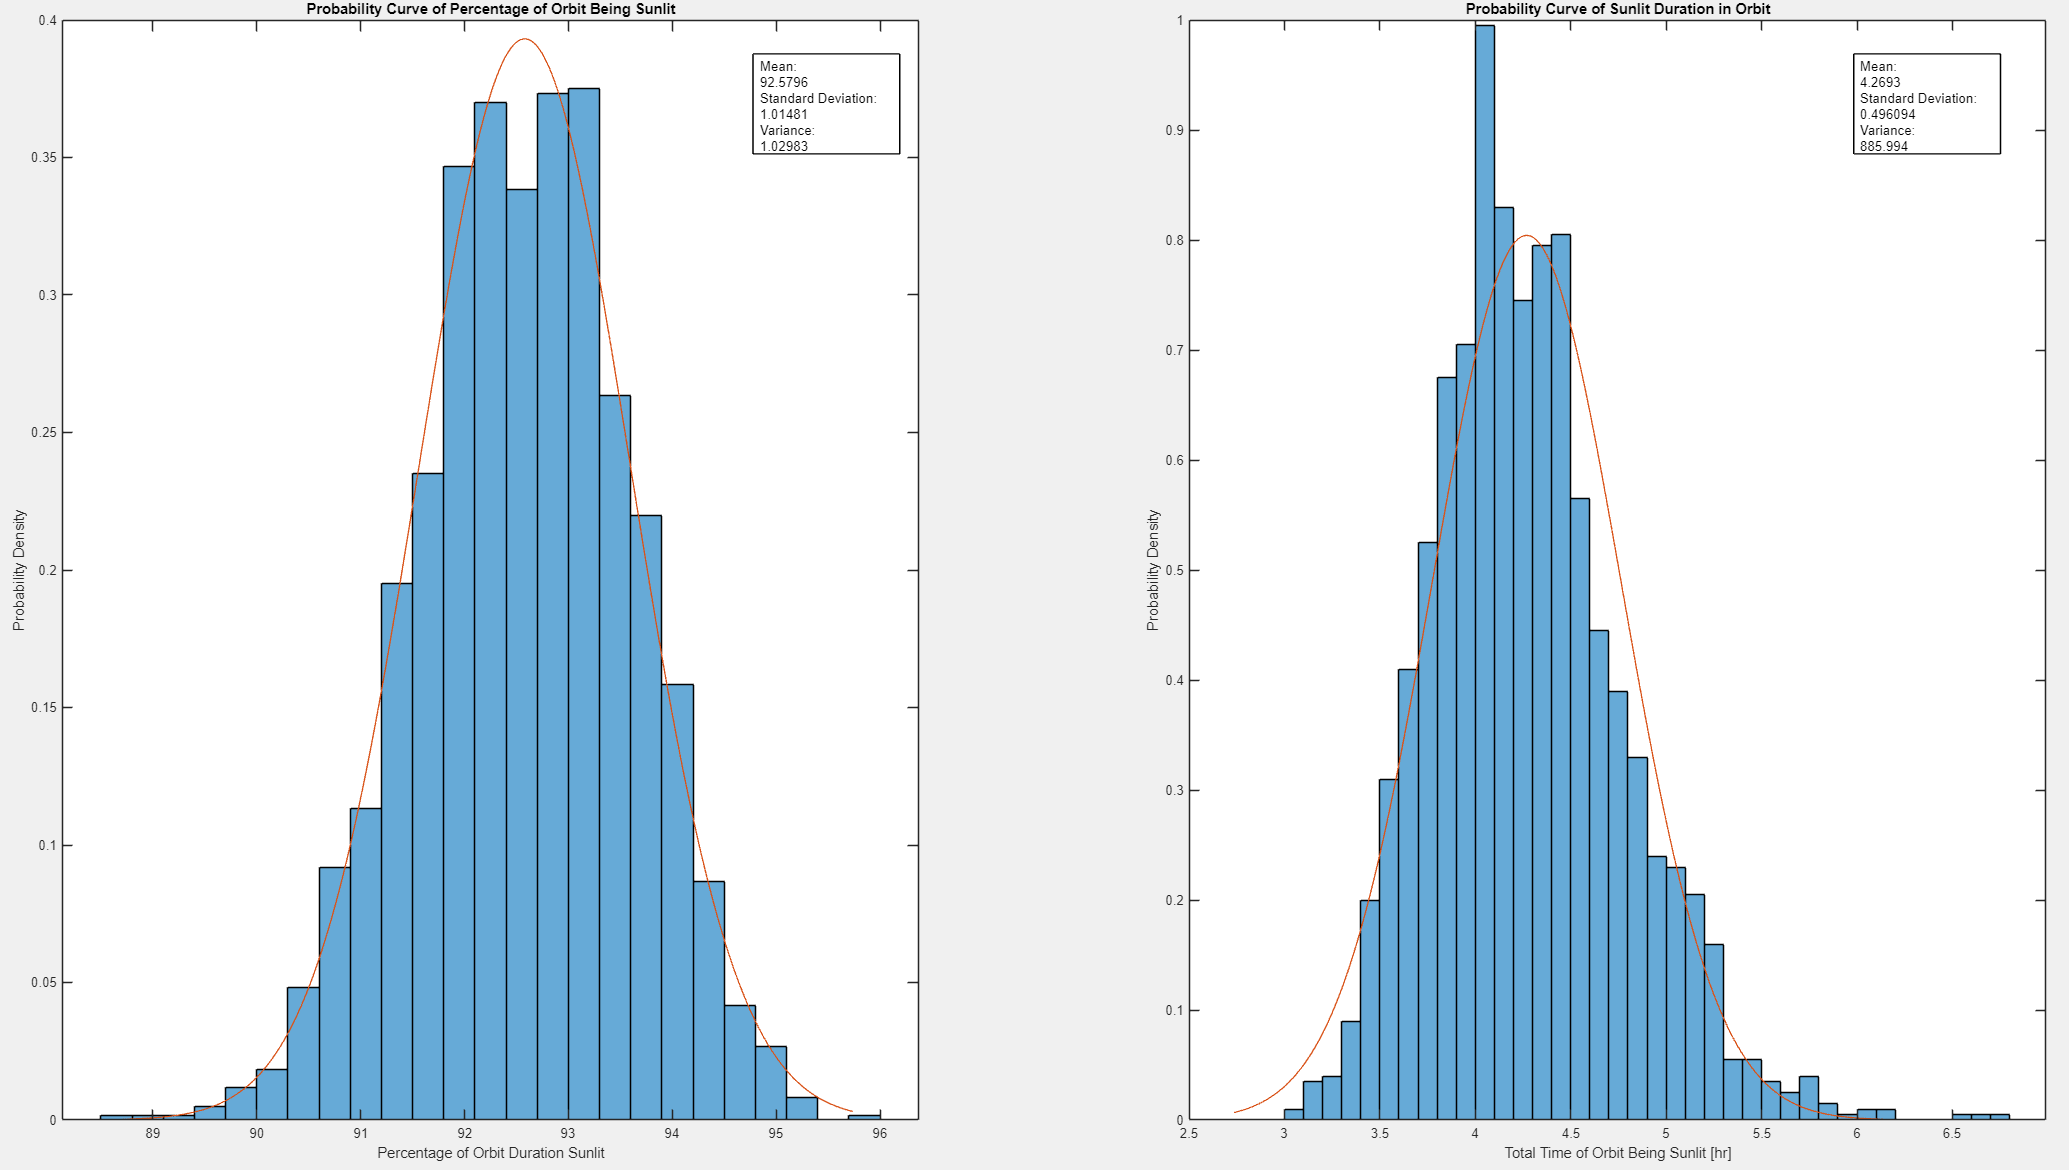 Probability Curve of Percentage of Orbit Being Sunlit
0.4
0.35
0.3
0.25
0.2
0.15
0.1
0.05
0
Probability Density
Mean:
92.5796
Standard Deviation:
1.01481
Variance:
1.02983
89 90 91 92 93 94 95 96
Percentage of Orbit Duration Sunlit
Probability Curve of Sunlit Duration in Orbit
1
0.9
0.8
0.7
0.6
0.5
0.4
0.3
0.2
0.1
0
Probability Density
Mean:
4.2693
Standard Deviation:
0.496094
Variance:
885.994
2.5 3 3.5 4 4.5 5 5.5 6 6.5
Total Time of Orbit Being Sunlit [hr]